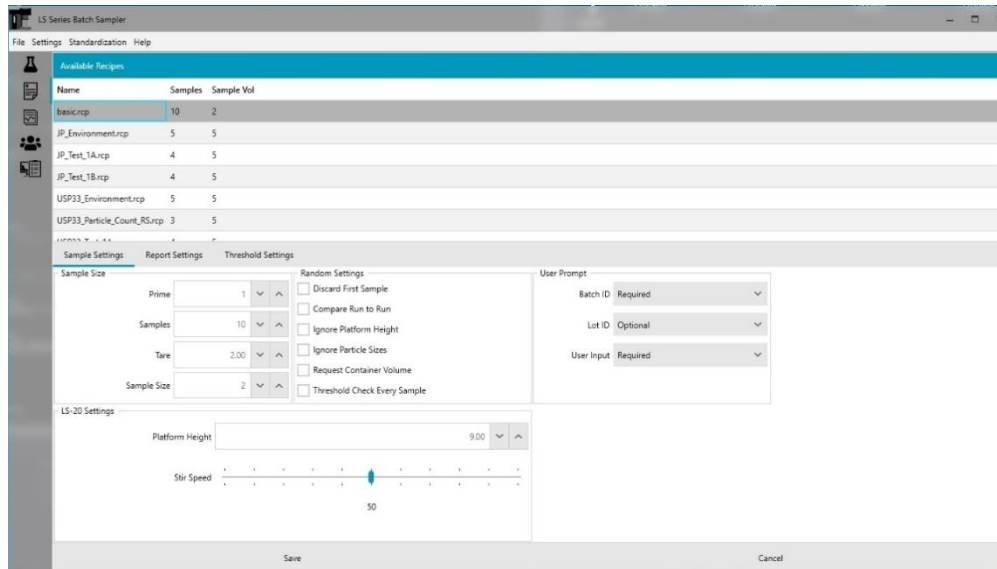 LS Series Batch Sampler
File Settings Standardization Help
Available Recipes
Name Samples Sample Vol
basic.rcp 10 2
JP_Environment.rcp 5 5
JP_Test_1A.rcp 4 5
JP_Test_1B.rcp 4 5
USP33_Environment.rcp 5 5
USP33_Particle_Count_RS.rcp 3 5
Sample Settings Report Settings Threshold Settings
Sample Size
Prime 1
Samples 10
Tare 2.00
Sample Size 2
Random Settings
Discard First Sample
Compare Run to Run
Ignore Platform Height
Ignore Particle Sizes
Request Container Volume
Threshold Check Every Sample
User Prompt
Batch ID Required
Lot ID Optional
User Input Required
LS-20 Settings
Platform Height 9.00
Stir Speed
50
Save Cancel